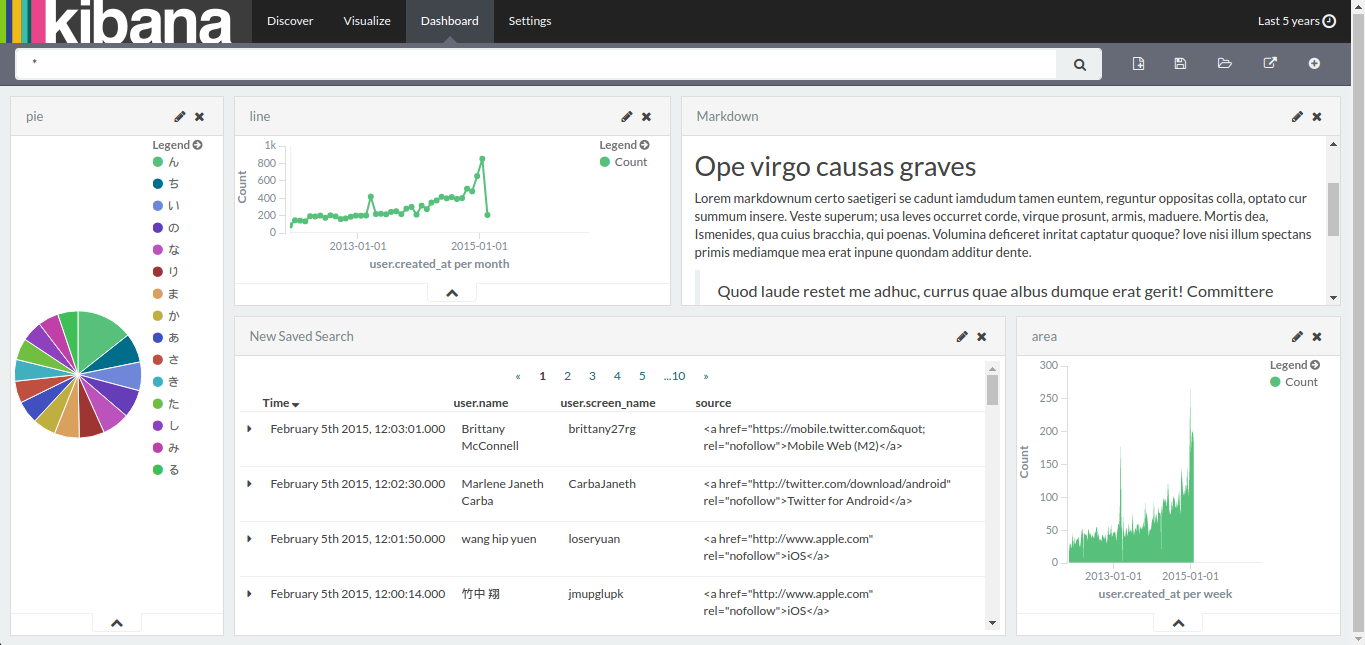 kibana
Discover
Visualize
Dashboard
Settings
Last 5 years
*
pie
Legend
ん
ち
い
の
な
り
ま
か
あ
さ
き
た
し
み
る
line
1k
800
600
400
200
0
Count
2013-01-01
2015-01-01
user.created_at per month
Legend
Count
Markdown
Ope virgo causas graves
Lorem markdownum certo saetigeri se cadunt iamdudum tamen euntem, reguntur oppositas colla, optato cur
summum insere. Veste superum; usa leves occurret corde, virque prosunt, armis, maduere. Mortis dea,
Ismenides, qua cuius bracchia, qui poenas. Volumina deficeret inritat captatur quoque? Iove nisi illum spectans
primis mediamque mea erat inpune quondam additur dente.
Quod laude restet me adhuc, currus quae albus dumque erat gerit! Committere
New Saved Search
« 1 2 3 4 5 ...10 »
Time user.name user.screen_name source
February 5th 2015, 12:03:01.000 Brittany brittany27rg <a href="https://mobile.twitter.com&quot;
McConnell rel="nofollow">Mobile Web (M2)</a>
February 5th 2015, 12:02:30.000 Marlene Janeth CarbaJaneth <a href="http://twitter.com/download/android"
Carba rel="nofollow">Twitter for Android</a>
February 5th 2015, 12:01:50.000 wang hip yuen loseryuan <a href="http://www.apple.com"
rel="nofollow">iOS</a>
February 5th 2015, 12:00:14.000 竹中 翔 jmupglupk <a href="http://www.apple.com"
rel="nofollow">iOS</a>
area
300
250
200
150
100
50
0
Count
2013-01-01
2015-01-01
user.created_at per week
Legend
Count